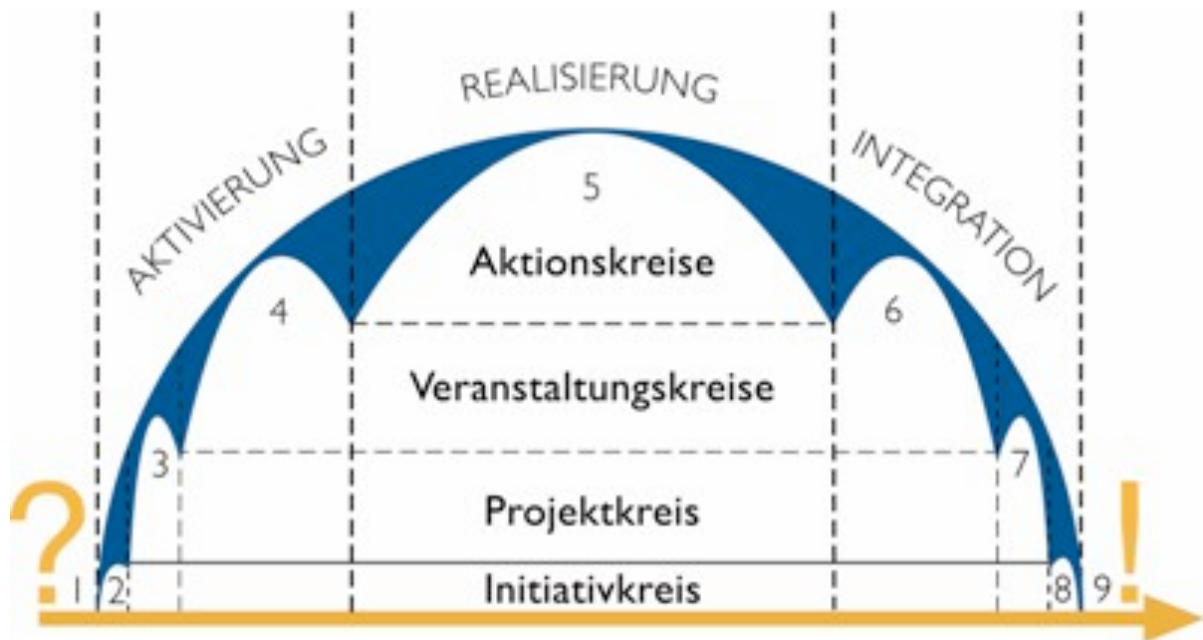 REALISIERUNG
AKTIVIERUNG
INTEGRATION
5
Aktionskreise
4
6
Veranstaltungskreise
3
7
?
Projektkreis
!
1
2
Initiativkreis
8
9